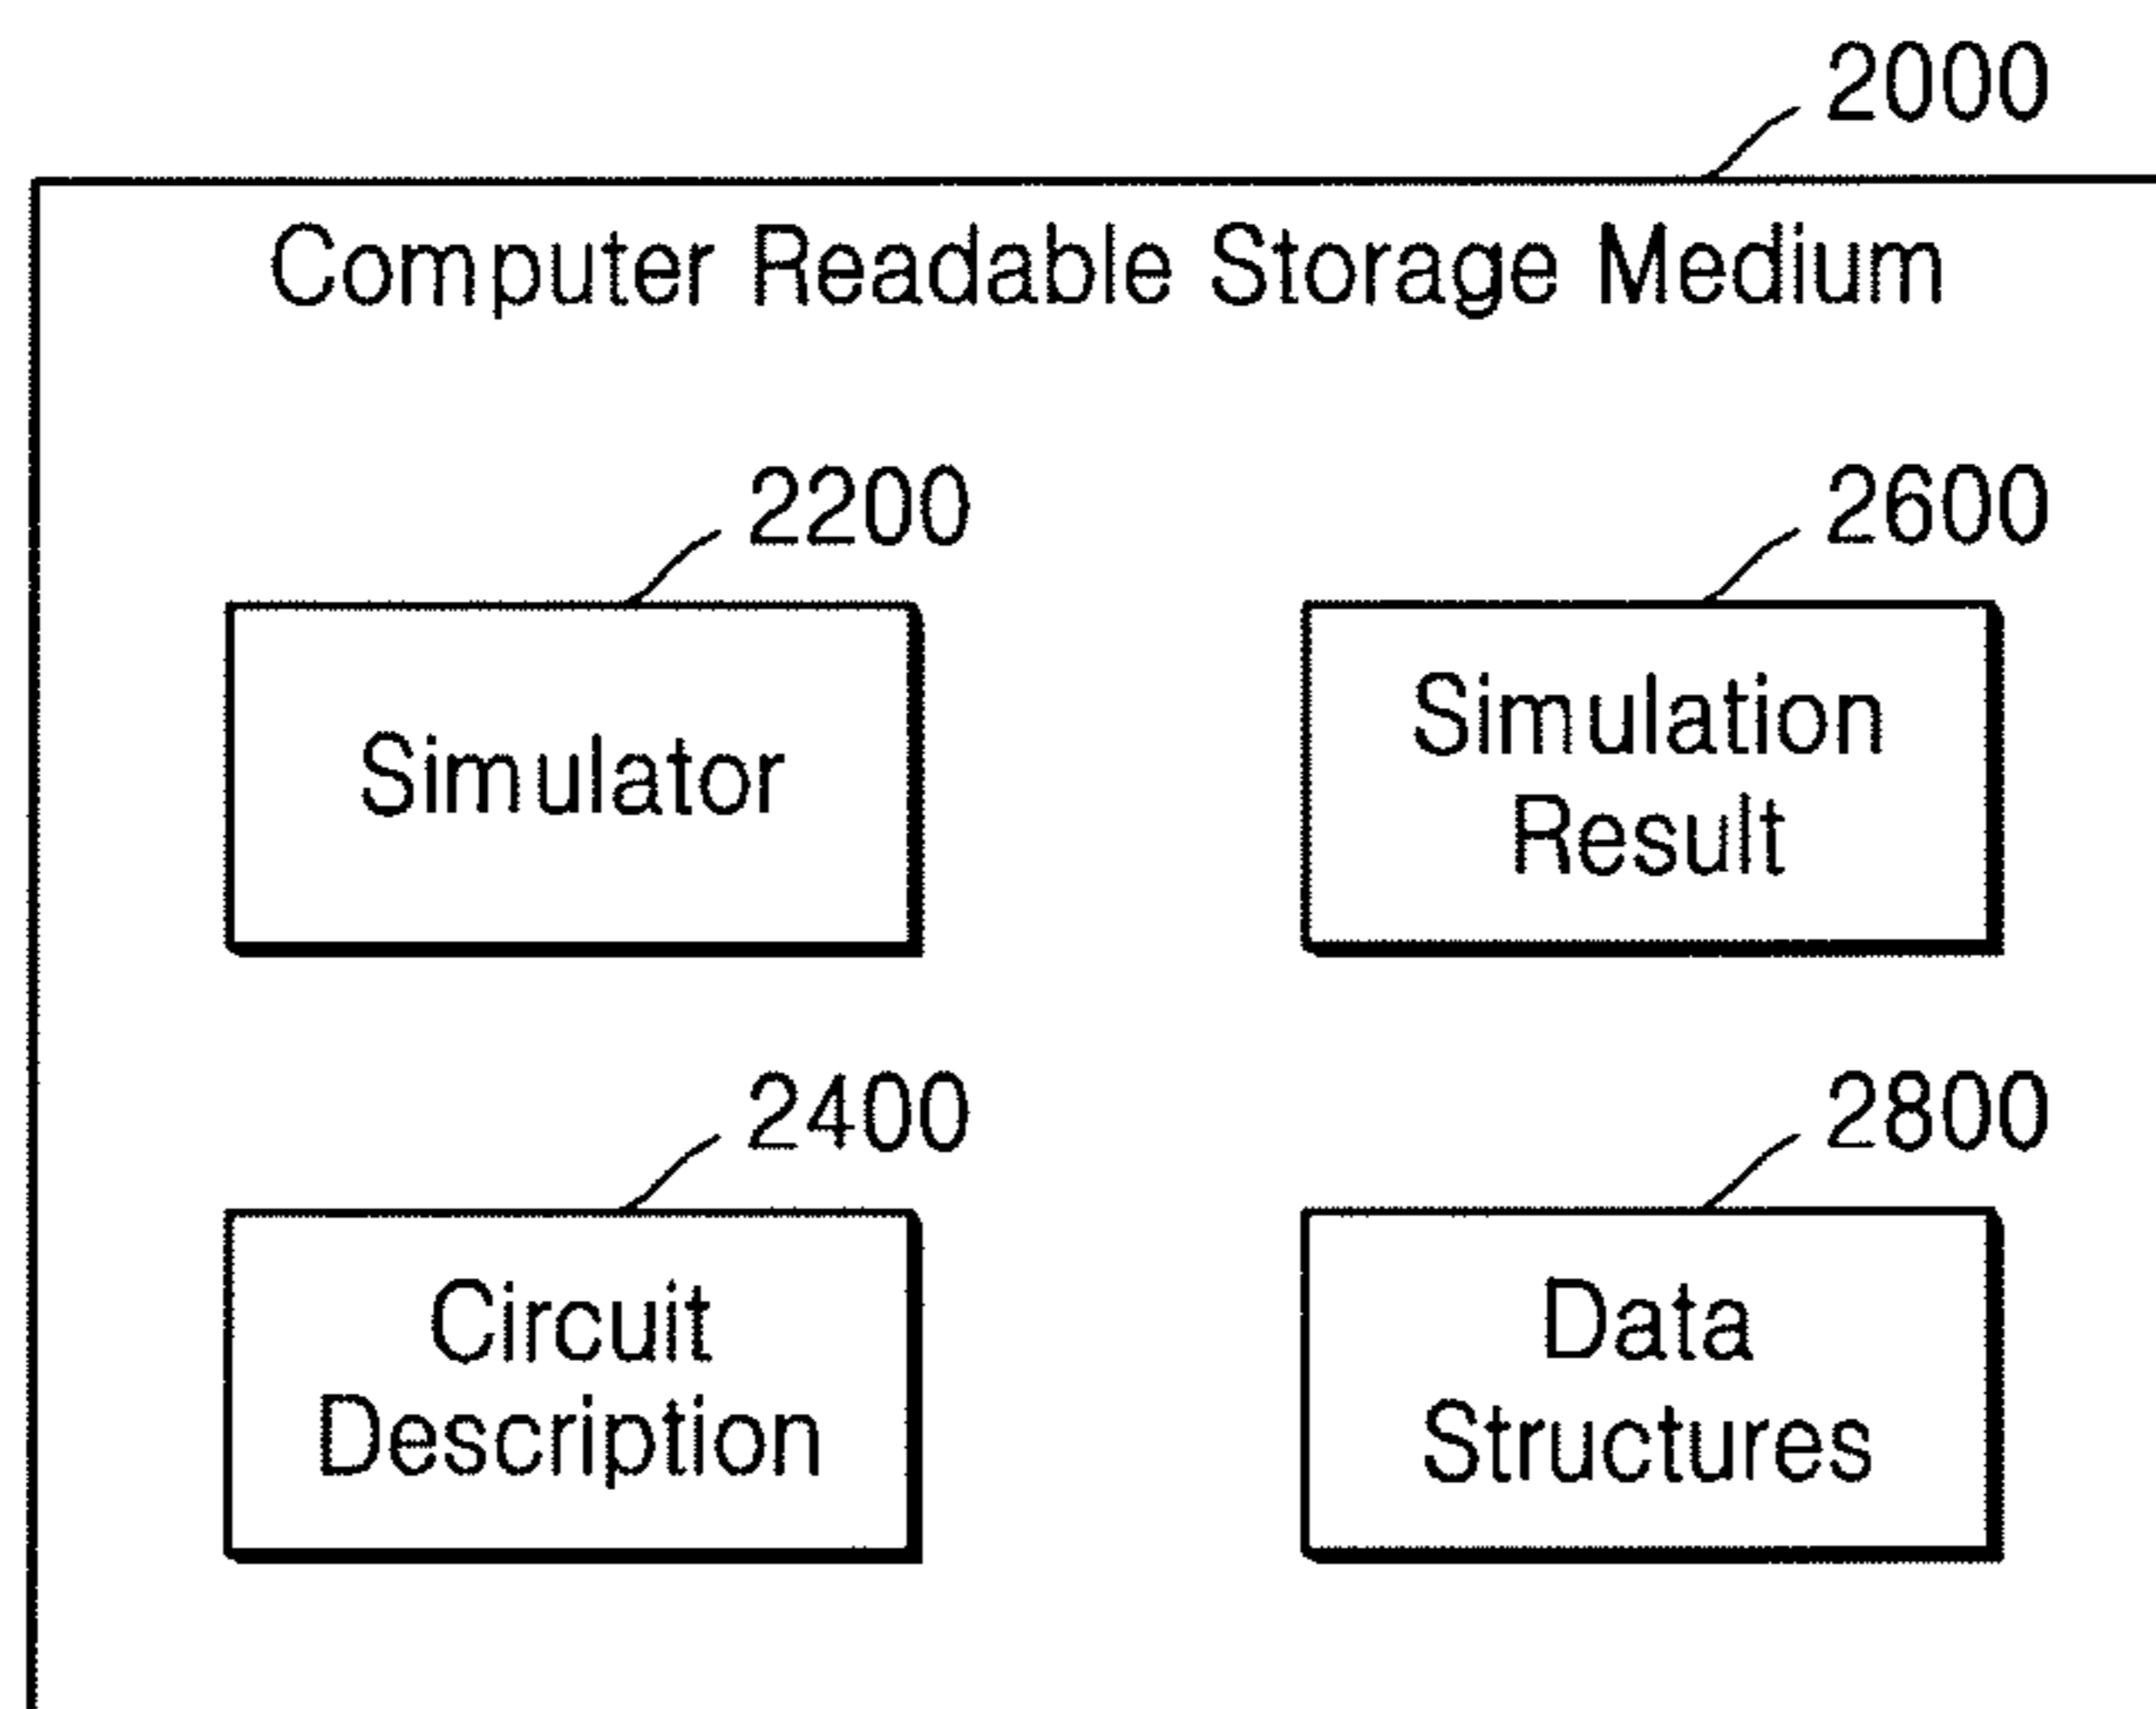 2000
Computer Readable Storage Medium
2200
2600
Simulator
Simulation
Result
2400
2800
Circuit
Description
Data
Structures